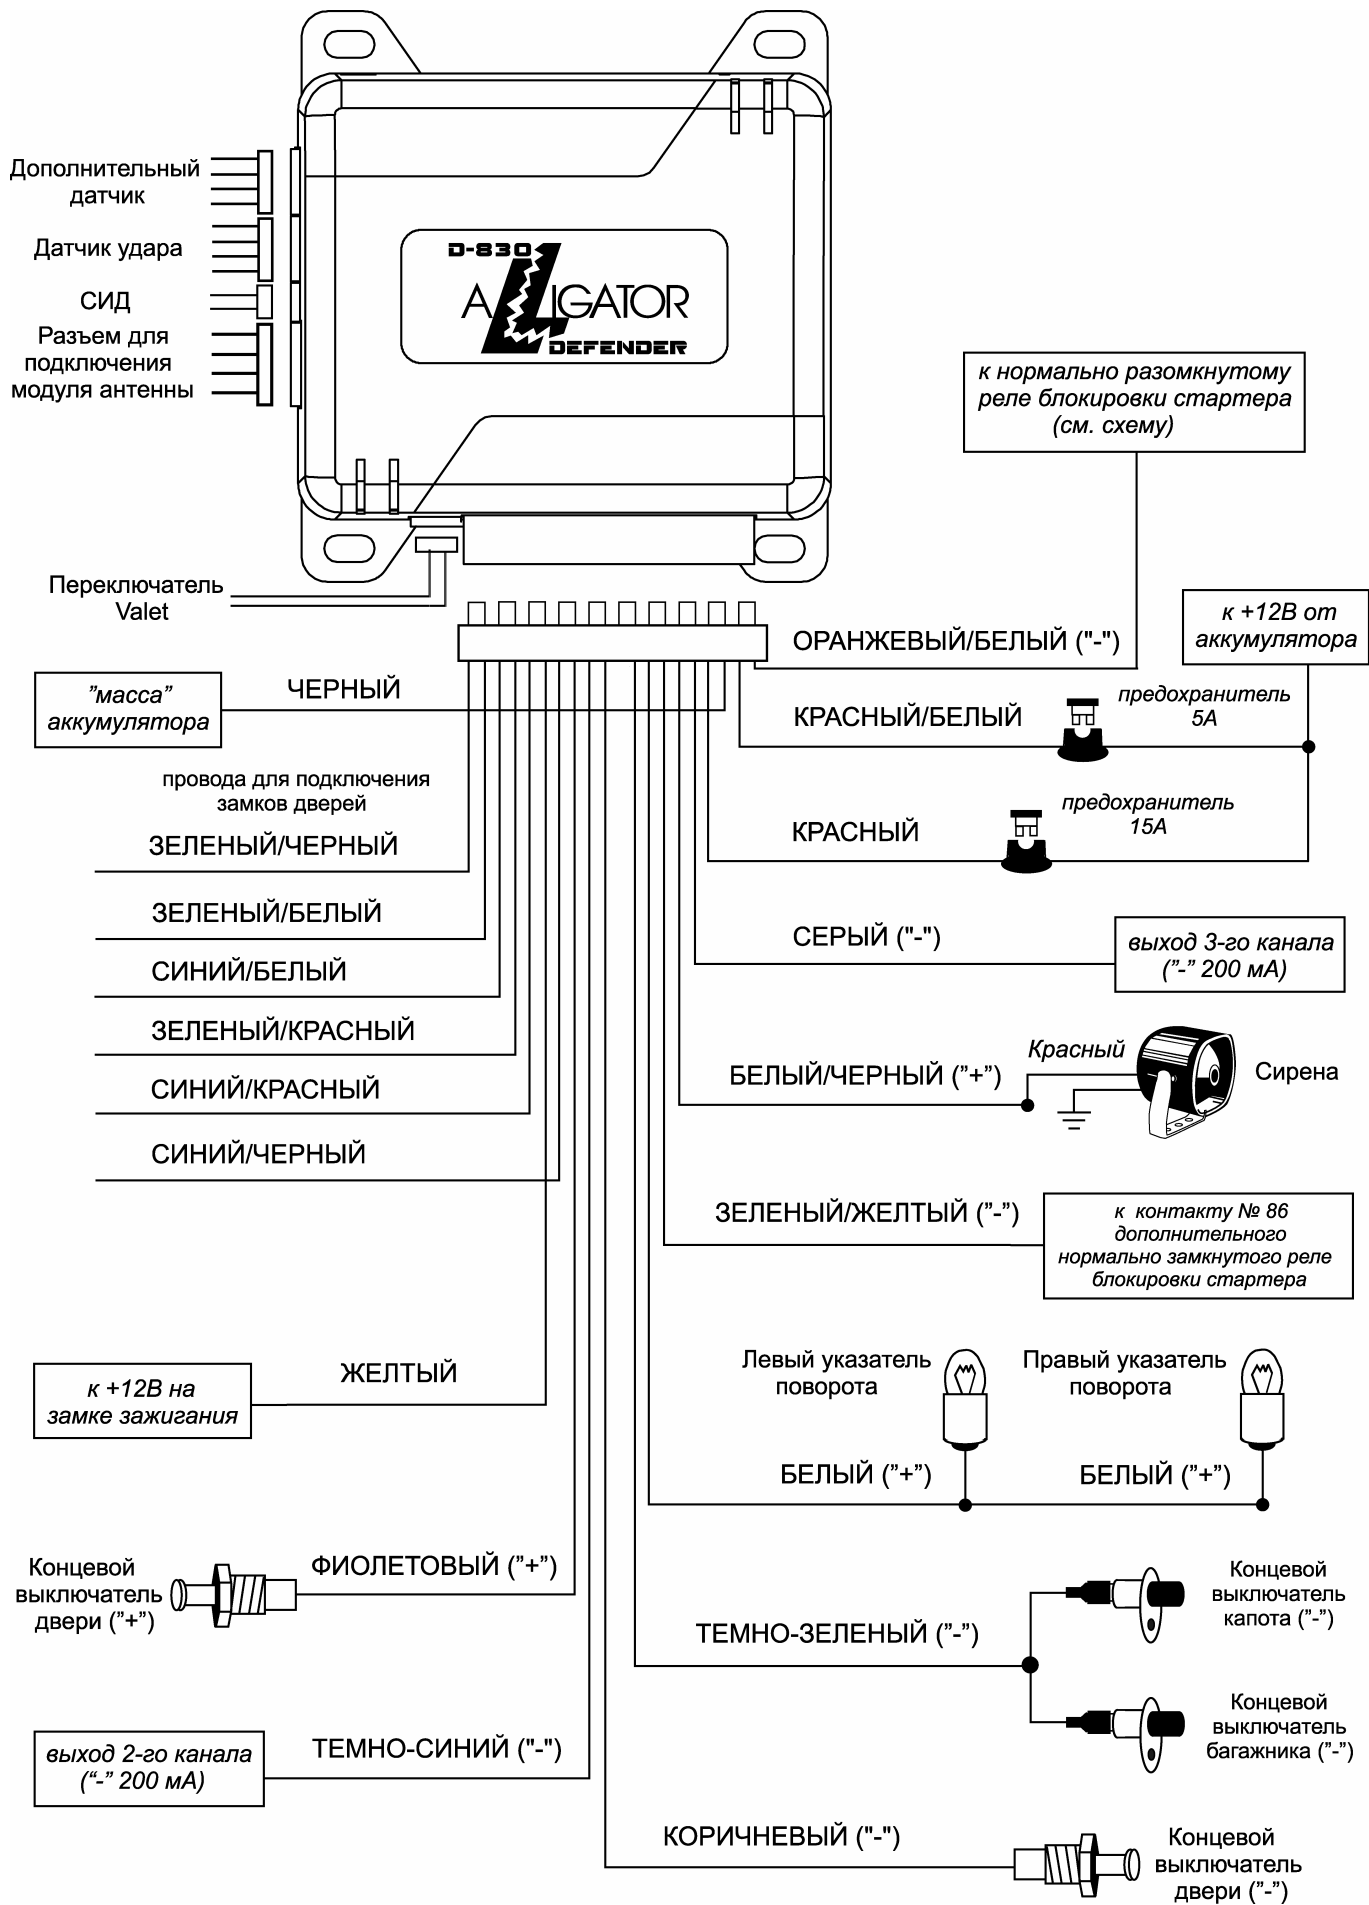 Дополнительный
датчик
Датчик удара
СИД
Разъем для
подключения
модуля антенны
D-830
ALLIGATOR
DEFENDER
к нормально разомкнутому
реле блокировки стартера
(см. схему)
Переключатель
Valet
к +12В от
аккумулятора
ОРАНЖЕВЫЙ/БЕЛЫЙ ("-")
"масса"
аккумулятора
ЧЕРНЫЙ
КРАСНЫЙ/БЕЛЫЙ
предохранитель
5А
провода для подключения
замков дверей
КРАСНЫЙ
предохранитель
15А
ЗЕЛЕНЫЙ/ЧЕРНЫЙ
ЗЕЛЕНЫЙ/БЕЛЫЙ
СИНИЙ/БЕЛЫЙ
ЗЕЛЕНЫЙ/КРАСНЫЙ
СИНИЙ/КРАСНЫЙ
СИНИЙ/ЧЕРНЫЙ
СЕРЫЙ ("-")
выход 3-го канала
("-" 200 мА)
БЕЛЫЙ/ЧЕРНЫЙ ("+")
Красный
Сирена
ЗЕЛЕНЫЙ/ЖЕЛТЫЙ ("-")
к контакту № 86
дополнительного
нормально замкнутого реле
блокировки стартера
к +12В на
замке зажигания
ЖЕЛТЫЙ
Левый указатель
поворота
Правый указатель
поворота
БЕЛЫЙ ("+")
БЕЛЫЙ ("+")
Концевой
выключатель
двери ("+")
ФИОЛЕТОВЫЙ ("+")
ТЕМНО-ЗЕЛЕНЫЙ ("-")
Концевой
выключатель
капота ("-")
Концевой
выключатель
багажника ("-")
выход 2-го канала
("-" 200 мА)
ТЕМНО-СИНИЙ ("-")
КОРИЧНЕВЫЙ ("-")
Концевой
выключатель
двери ("-")